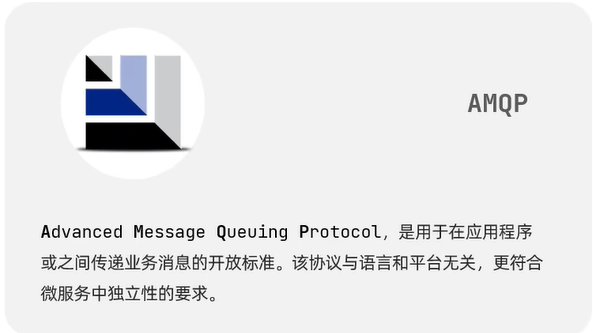 AMQP
Advanced Message Queuing Protocol，是用于在应用程序
或之间传递业务消息的开放标准。该协议与语言和平台无关，更符合
微服务中独立性的要求。